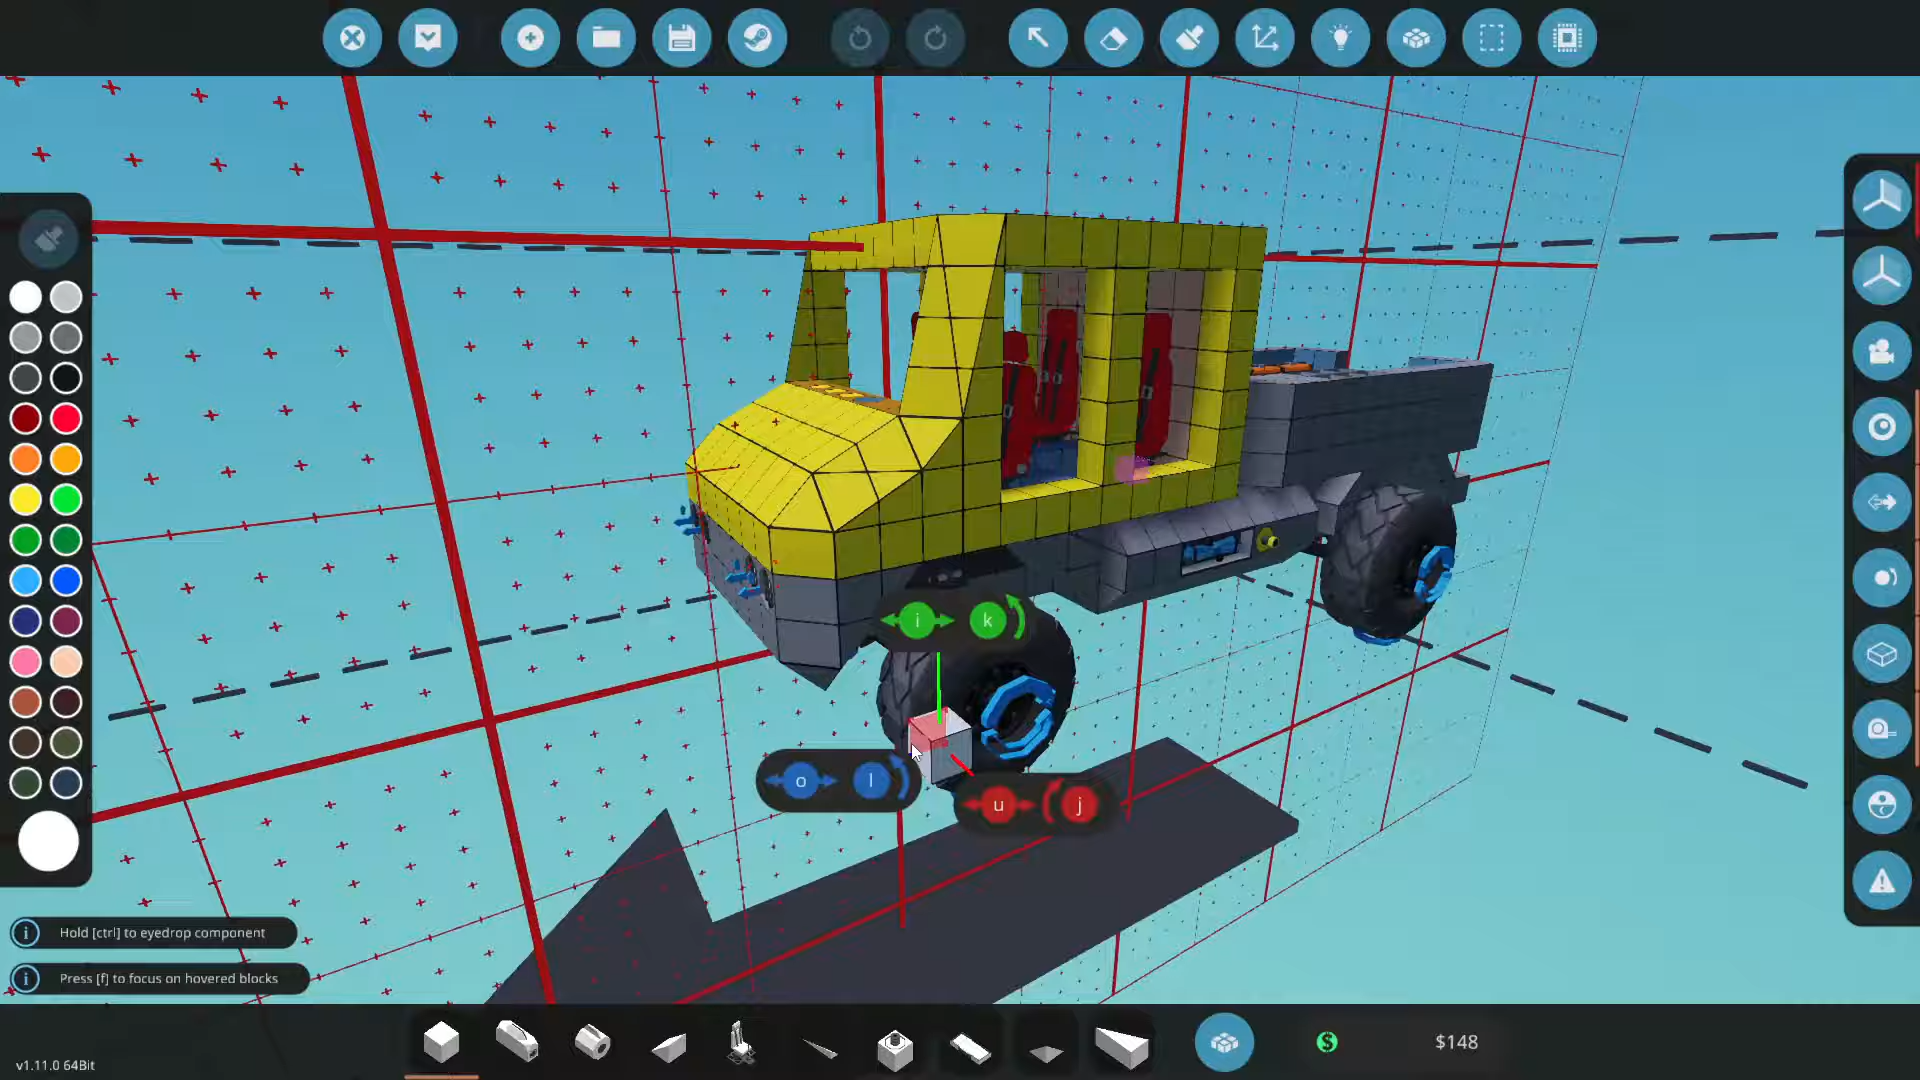 i
k
o
l
u
j
Hold [ctrl] to eyedrop component
Press [f] to focus on hovered blocks
$148
v1.11.0 64Bit